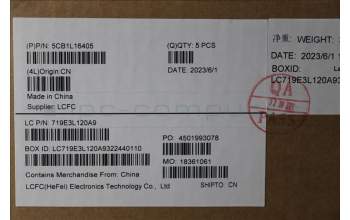 (P)P/N: 5CB1L16405
(Q)QTY: 5 PCS
(4L)Origin:CN
DATE: 2023/6/1
Made in China
Supplier: LCFC
净重: WEIGHT:
DATE: 2023/6/1
BOXID:
LC719E3L120A93
QA
LC P/N: 719E3L120A9
PO: 4501993078
BOX ID: LC719E3L120A9322440110
MO: 18361061
Contains Merchandise From: China
LCFC(HeFei) Electronics Technology Co., Ltd
SHIPTO: CN